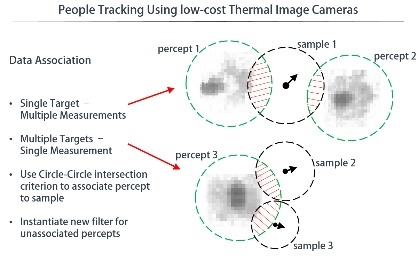 People Tracking Using low-cost Thermal Image Cameras
Data Association
• Single Target –
Multiple Measurements
• Multiple Targets –
Single Measurement
• Use Circle-Circle intersection
criterion to associate percept
to sample
• Instantiate new filter for
unassociated percepts
percept 1
sample 1
percept 2
percept 3
sample 2
sample 3